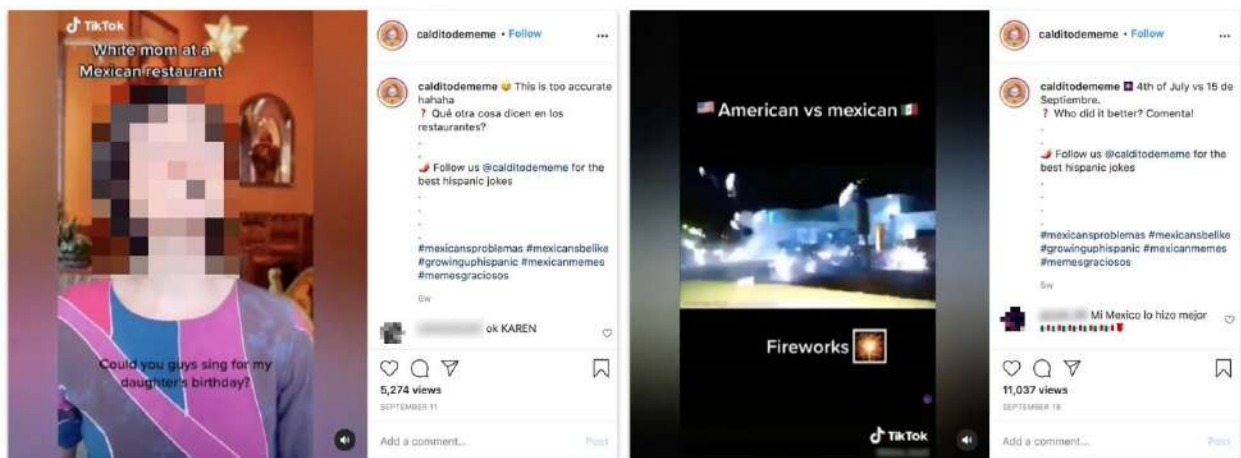 TikTok
White mom at a
Mexican restaurant
Could you guys sing for my
daughter's birthday?
calditodememe • Follow
calditodememe 😂 This is too accurate
hahaha
❓ Qué otra cosa dicen en los
restaurantes?
.
.
🌶️ Follow us @calditodememe for the
best hispanic jokes
.
.
.
.
#mexicansproblemas #mexicansbelike
#growinguphispanic #mexicanmemes
#memesgraciosos
6w
ok KAREN
5,274 views
SEPTEMBER 11
Add a comment...
Post
🇺🇸 American vs mexican 🇲🇽
Fireworks 🎇
TikTok
calditodememe • Follow
calditodememe 🎆 4th of July vs 15 de
Septiembre.
❓ Who did it better? Comenta!
.
.
🌶️ Follow us @calditodememe for the
best hispanic jokes
.
.
.
.
#mexicansproblemas #mexicansbelike
#growinguphispanic #mexicanmemes
#memesgraciosos
5w
Mi Mexico lo hizo mejor
11,037 views
Add a comment...
Post